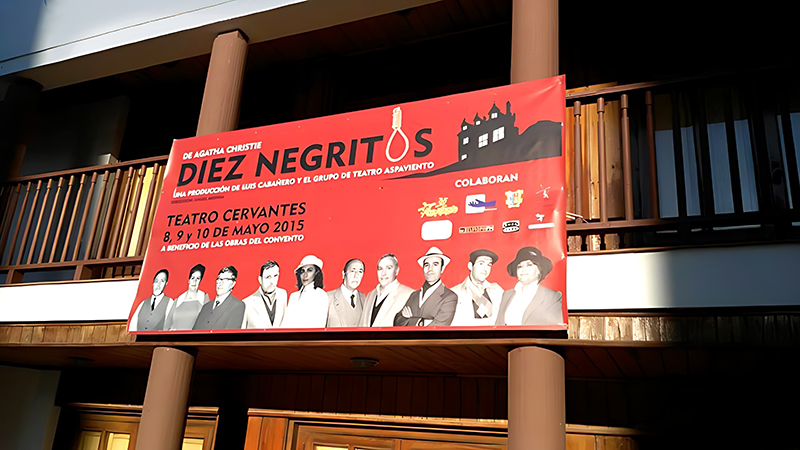 DE AGATHA CHRISTIE
DIEZ NEGRITOS
UNA PRODUCCIÓN DE LUIS CABAÑERO Y EL GRUPO DE TEATRO ASPAVIENTO
COLABORAN
TEATRO CERVANTES
8, 9 y 10 DE MAYO 2015
A BENEFICIO DE LAS OBRAS DEL CONVENTO